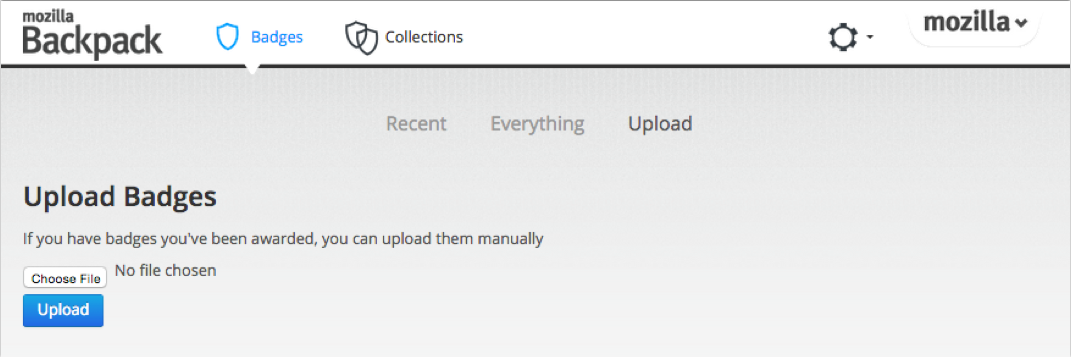 mozilla
Backpack
Badges
Collections
mozilla
Recent Everything Upload
Upload Badges
If you have badges you've been awarded, you can upload them manually
Choose File No file chosen
Upload